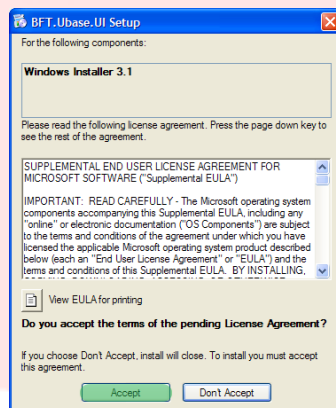 BFT.Ubase.UI Setup
For the following components:
Windows Installer 3.1
Please read the following license agreement. Press the page down key to
see the rest of the agreement.
SUPPLEMENTAL END USER LICENSE AGREEMENT FOR
MICROSOFT SOFTWARE ("Supplemental EULA")
IMPORTANT: READ CAREFULLY - The Microsoft operating system
components accompanying this Supplemental EULA, including any
"online" or electronic documentation ("OS Components") are subject
to the terms and conditions of the agreement under which you have
licensed the applicable Microsoft operating system product described
below (each an "End User License Agreement" or "EULA") and the
terms and conditions of this Supplemental EULA. BY INSTALLING,
View EULA for printing
Do you accept the terms of the pending License Agreement?
If you choose Don't Accept, install will close. To install you must accept
this agreement.
Accept
Don't Accept